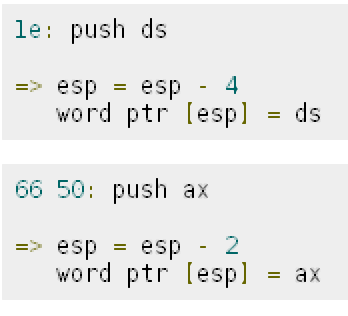 1e: push ds
=> esp = esp - 4
word ptr [esp] = ds
66 50: push ax
=> esp = esp - 2
word ptr [esp] = ax